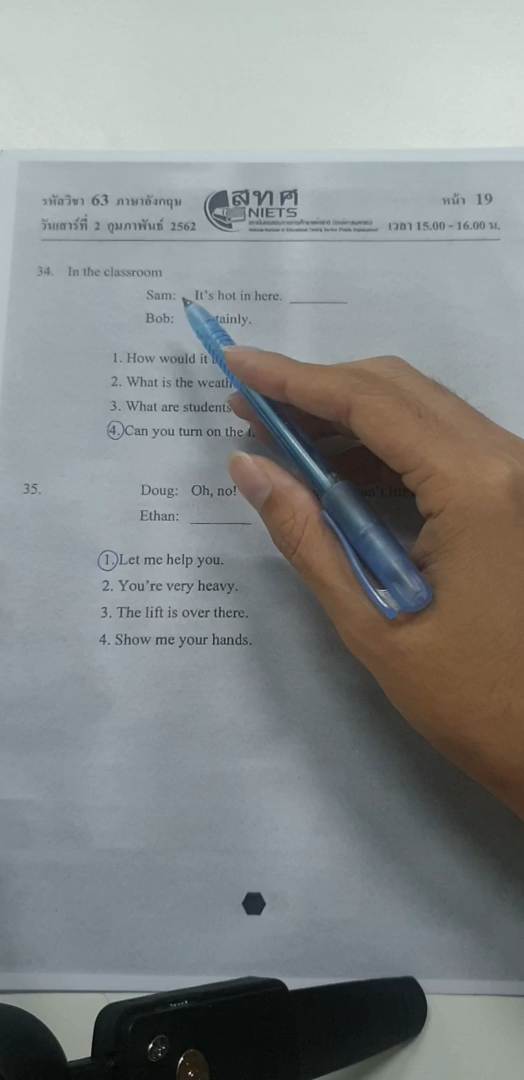 รหัสวิชา 63 ภาษาอังกฤษ
วันเสาร์ที่ 2 กุมภาพันธ์ 2562
สทศ
NIETS
หน้า 19
เวลา 15.00 - 16.00 น.
34. In the classroom
Sam: It's hot in here.
Bob:
1. How would it
2. What is the
3. What are students
4. Can you turn on the
35. Doug: Oh, no!
Ethan:
1. Let me help you.
2. You're very heavy.
3. The lift is over there.
4. Show me your hands.